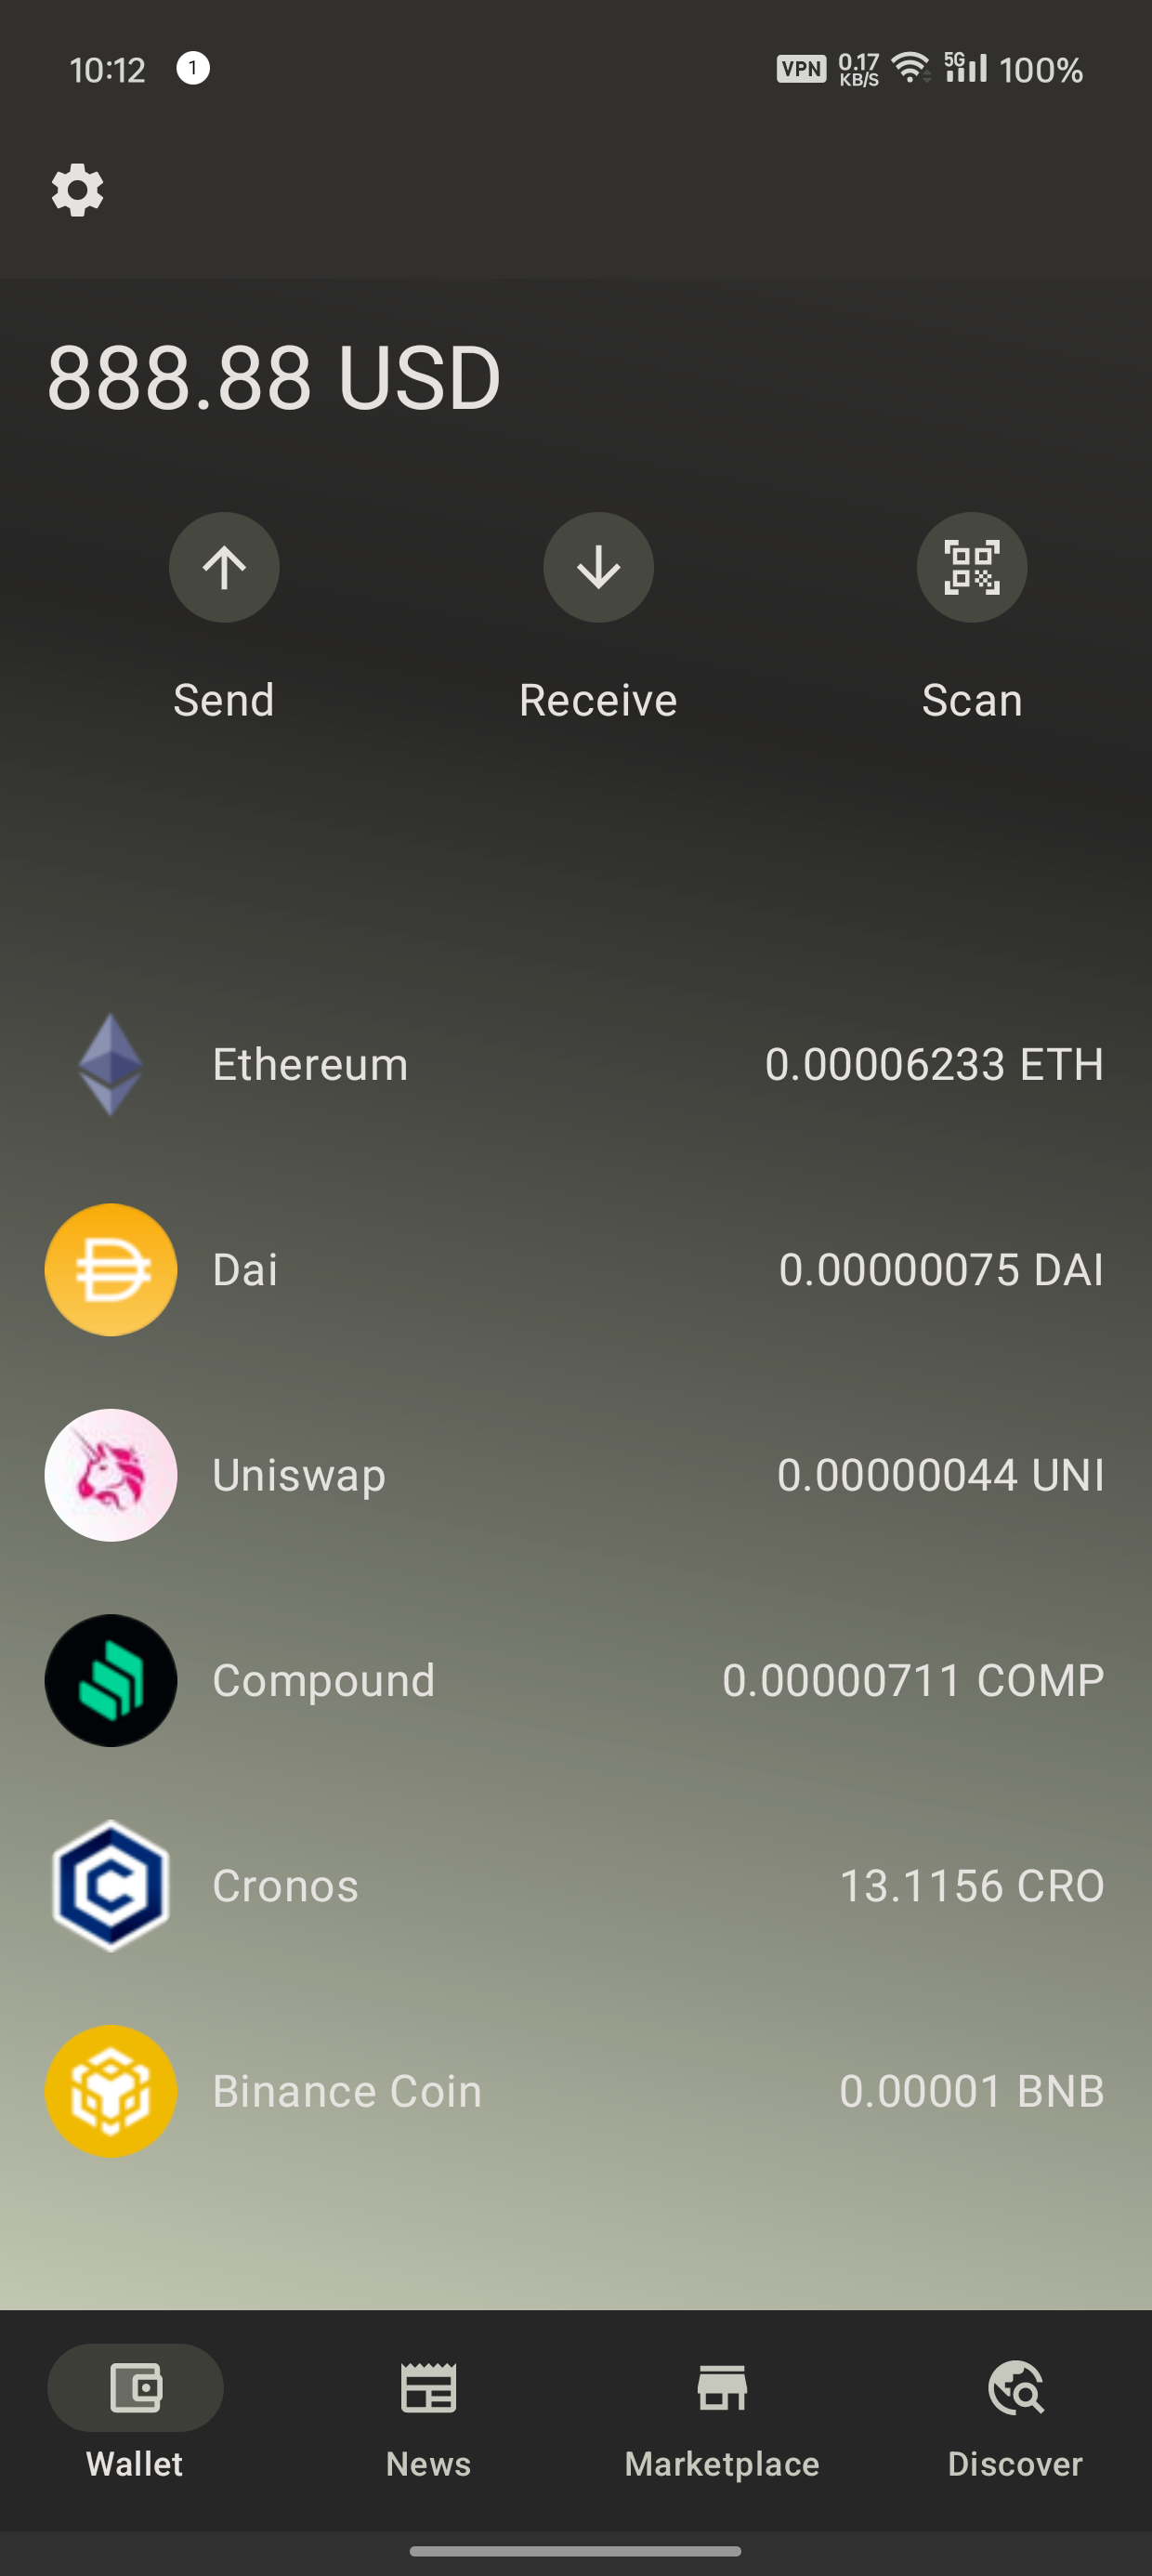 10:12 1 VPN 0.17 KB/S 5G 100%
888.88 USD
Send Receive Scan
Ethereum 0.00006233 ETH
Dai 0.00000075 DAI
Uniswap 0.00000044 UNI
Compound 0.00000711 COMP
Cronos 13.1156 CRO
Binance Coin 0.00001 BNB
Wallet News Marketplace Discover